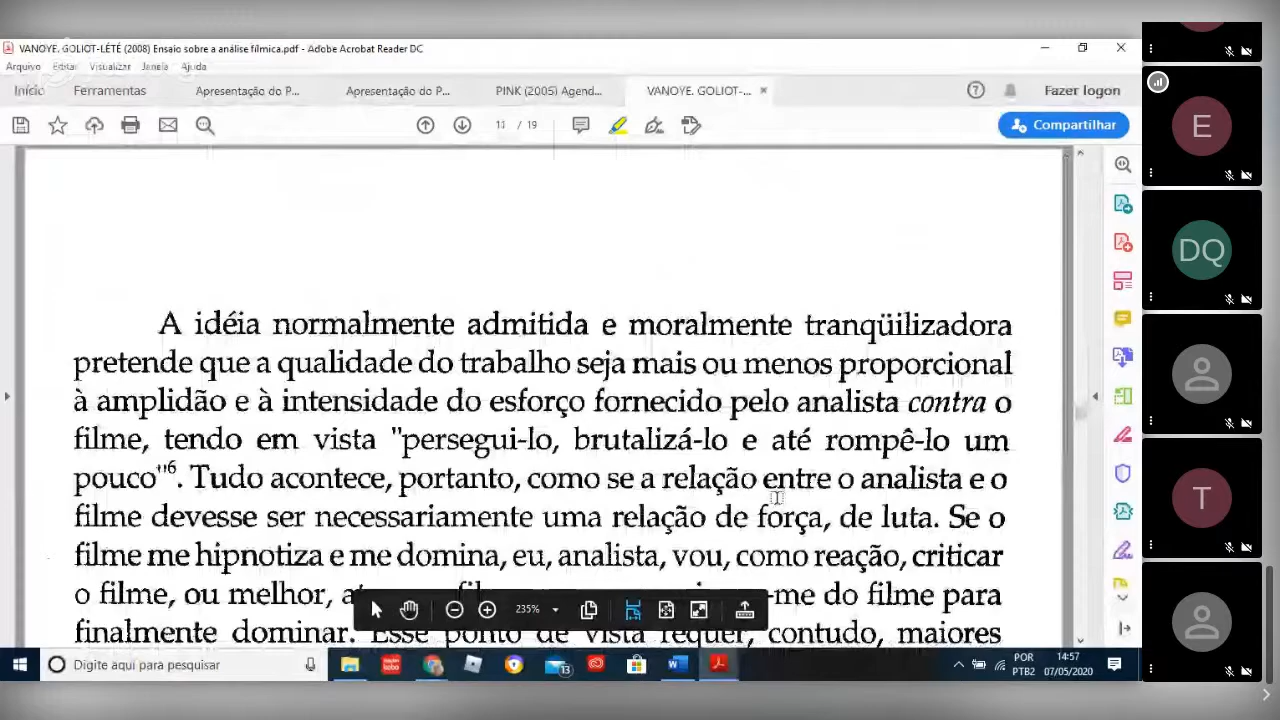 VANOYE. GOLIOT-LÉTÉ (2008) Ensaio sobre a análise fílmica.pdf - Adobe Acrobat Reader DC
Arquivo Editar Visualizar Janela Ajuda
Início Ferramentas Apresentação do P... Apresentação do P... PINK (2005) Agend... VANOYE. GOLIOT-... × Fazer logon
11 / 19 Compartilhar
A idéia normalmente admitida e moralmente tranqüilizadora
pretende que a qualidade do trabalho seja mais ou menos proporcional
à amplidão e à intensidade do esforço fornecido pelo analista contra o
filme, tendo em vista "persegui-lo, brutalizá-lo e até rompê-lo um
pouco"6. Tudo acontece, portanto, como se a relação entre o analista e o
filme devesse ser necessariamente uma relação de força, de luta. Se o
filme me hipnotiza e me domina, eu, analista, vou, como reação, criticar
o filme, ou melhor, -me do filme para
finalmente dominar. Esse ponto de vista requer, contudo, maiores
235%
Digite aqui para pesquisar
13
POR
PTB2
14:57
07/05/2020
E
DQ
T